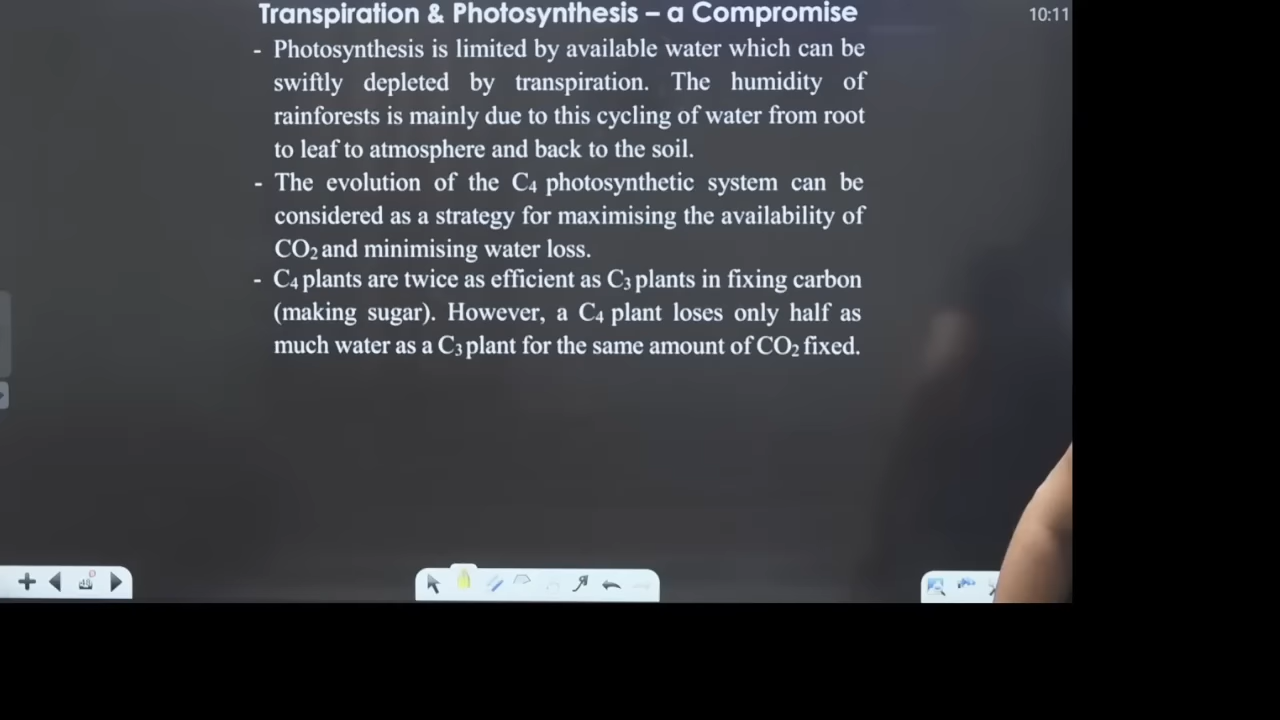 Transpiration & Photosynthesis – a Compromise
10:11
- Photosynthesis is limited by available water which can be
swiftly depleted by transpiration. The humidity of
rainforests is mainly due to this cycling of water from root
to leaf to atmosphere and back to the soil.
- The evolution of the C₄ photosynthetic system can be
considered as a strategy for maximising the availability of
CO₂ and minimising water loss.
- C₄ plants are twice as efficient as C₃ plants in fixing carbon
(making sugar). However, a C₄ plant loses only half as
much water as a C₃ plant for the same amount of CO₂ fixed.